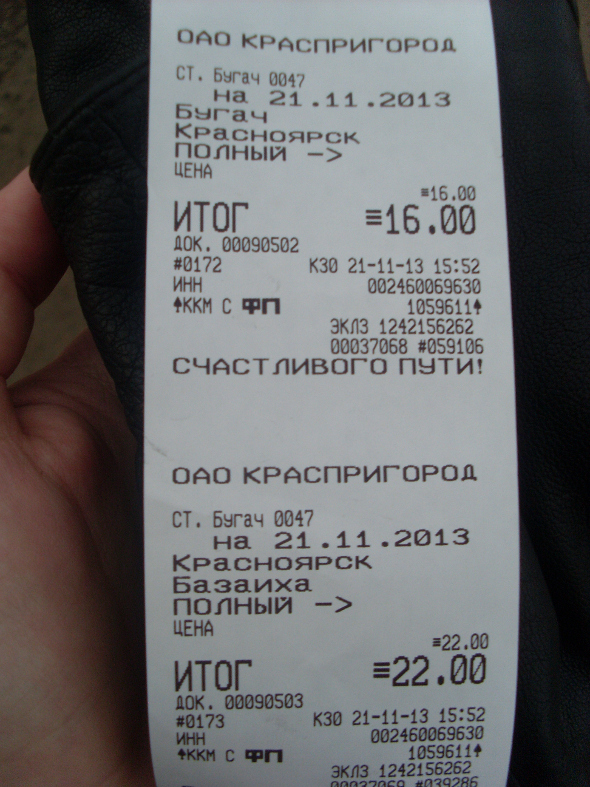 ОАО КРАСПРИГОРОД
СТ. Бугач 0047
на 21.11.2013
Бугач
Красноярск
ПОЛНЫЙ ->
ЦЕНА
≡16.00
ИТОГ ≡16.00
ДОК. 00090502
#0172 К30 21-11-13 15:52
ИНН 002460069630
↑ККМ С ФП 1059611↑
ЭКЛЗ 1242156262
00037068 #059106
СЧАСТЛИВОГО ПУТИ!
ОАО КРАСПРИГОРОД
СТ. Бугач 0047
на 21.11.2013
Красноярск
Базаиха
ПОЛНЫЙ ->
ЦЕНА
≡22.00
ИТОГ ≡22.00
ДОК. 00090503
#0173 К30 21-11-13 15:52
ИНН 002460069630
↑ККМ С ФП 1059611↑
ЭКЛЗ 1242156262
00037069 #039286